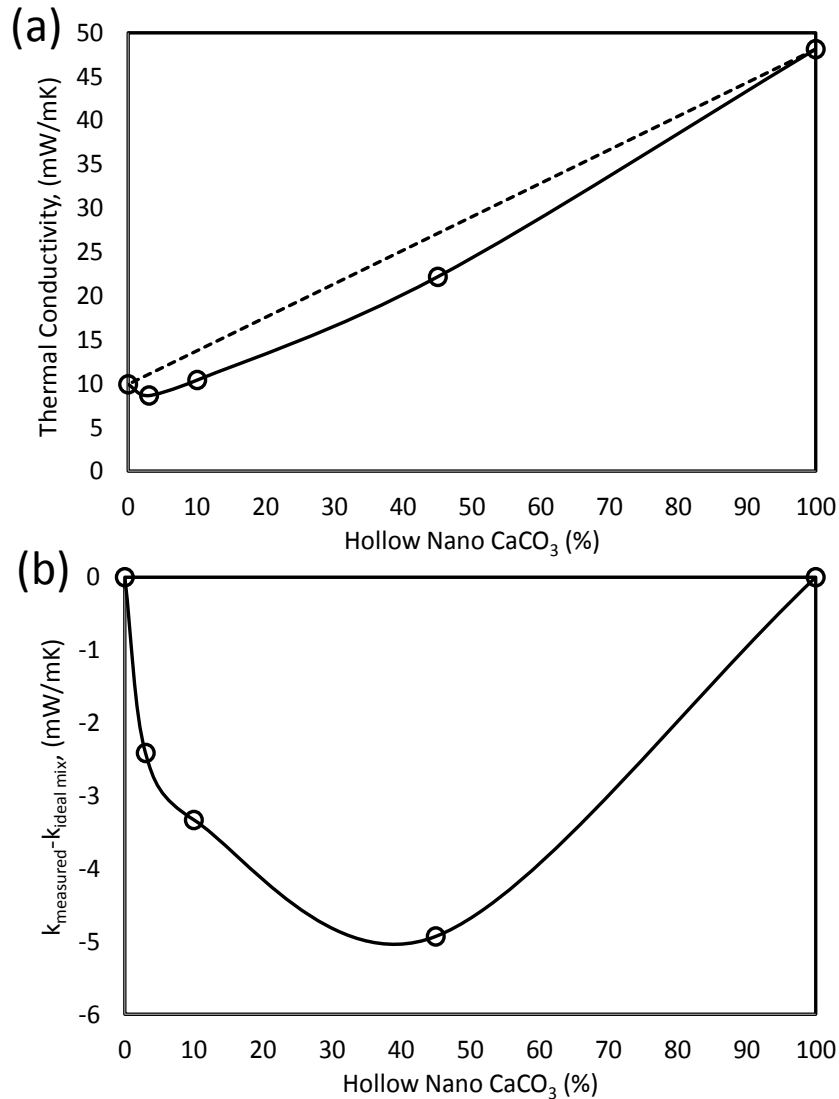 (a)
Thermal Conductivity, (mW/mK)
50
45
40
35
30
25
20
15
10
5
0
0 10 20 30 40 50 60 70 80 90 100
Hollow Nano CaCO₃ (%)
(b)
k_measured-k_ideal mix, (mW/mK)
0
-1
-2
-3
-4
-5
-6
0 10 20 30 40 50 60 70 80 90 100
Hollow Nano CaCO₃ (%)